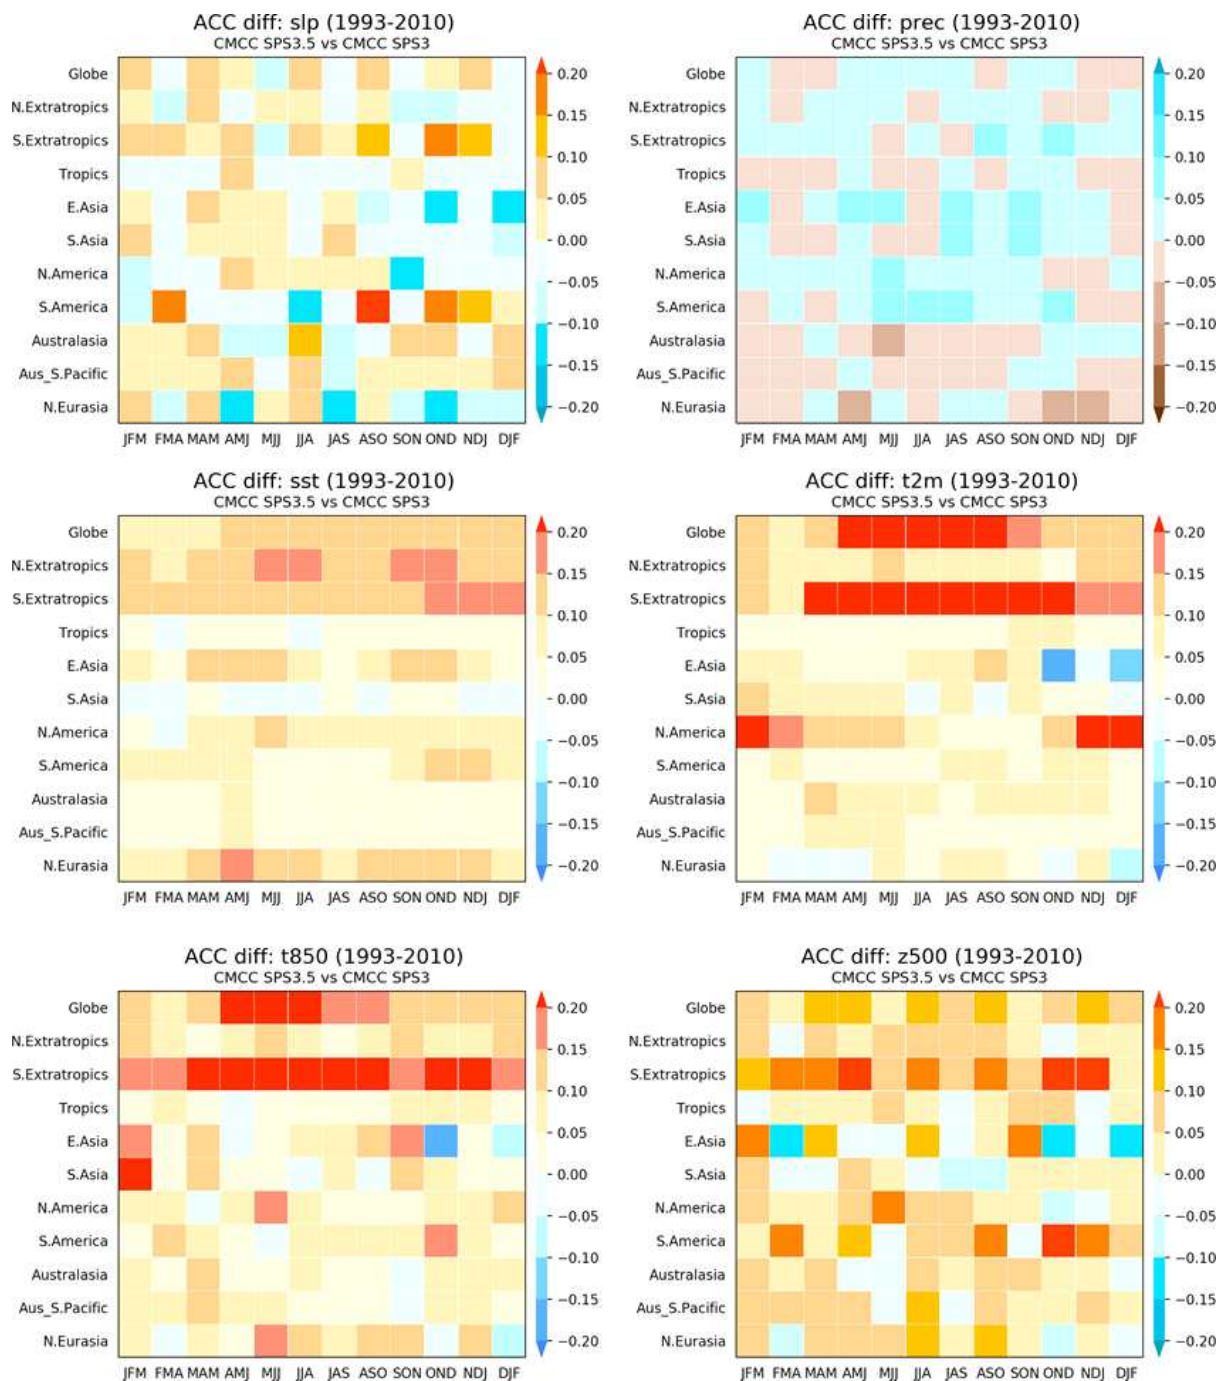 ACC diff: slp (1993-2010)
CMCC SPS3.5 vs CMCC SPS3
Globe
N.Extratropics
S.Extratropics
Tropics
E.Asia
S.Asia
N.America
S.America
Australasia
Aus_S.Pacific
N.Eurasia
JFM FMA MAM AMJ MJJ JJA JAS ASO SON OND NDJ DJF
0.20
0.15
0.10
0.05
0.00
−0.05
−0.10
−0.15
−0.20
ACC diff: prec (1993-2010)
CMCC SPS3.5 vs CMCC SPS3
Globe
N.Extratropics
S.Extratropics
Tropics
E.Asia
S.Asia
N.America
S.America
Australasia
Aus_S.Pacific
N.Eurasia
JFM FMA MAM AMJ MJJ JJA JAS ASO SON OND NDJ DJF
0.20
0.15
0.10
0.05
0.00
−0.05
−0.10
−0.15
−0.20
ACC diff: sst (1993-2010)
CMCC SPS3.5 vs CMCC SPS3
Globe
N.Extratropics
S.Extratropics
Tropics
E.Asia
S.Asia
N.America
S.America
Australasia
Aus_S.Pacific
N.Eurasia
JFM FMA MAM AMJ MJJ JJA JAS ASO SON OND NDJ DJF
0.20
0.15
0.10
0.05
0.00
−0.05
−0.10
−0.15
−0.20
ACC diff: t2m (1993-2010)
CMCC SPS3.5 vs CMCC SPS3
Globe
N.Extratropics
S.Extratropics
Tropics
E.Asia
S.Asia
N.America
S.America
Australasia
Aus_S.Pacific
N.Eurasia
JFM FMA MAM AMJ MJJ JJA JAS ASO SON OND NDJ DJF
0.20
0.15
0.10
0.05
0.00
−0.05
−0.10
−0.15
−0.20
ACC diff: t850 (1993-2010)
CMCC SPS3.5 vs CMCC SPS3
Globe
N.Extratropics
S.Extratropics
Tropics
E.Asia
S.Asia
N.America
S.America
Australasia
Aus_S.Pacific
N.Eurasia
JFM FMA MAM AMJ MJJ JJA JAS ASO SON OND NDJ DJF
0.20
0.15
0.10
0.05
0.00
−0.05
−0.10
−0.15
−0.20
ACC diff: z500 (1993-2010)
CMCC SPS3.5 vs CMCC SPS3
Globe
N.Extratropics
S.Extratropics
Tropics
E.Asia
S.Asia
N.America
S.America
Australasia
Aus_S.Pacific
N.Eurasia
JFM FMA MAM AMJ MJJ JJA JAS ASO SON OND NDJ DJF
0.20
0.15
0.10
0.05
0.00
−0.05
−0.10
−0.15
−0.20